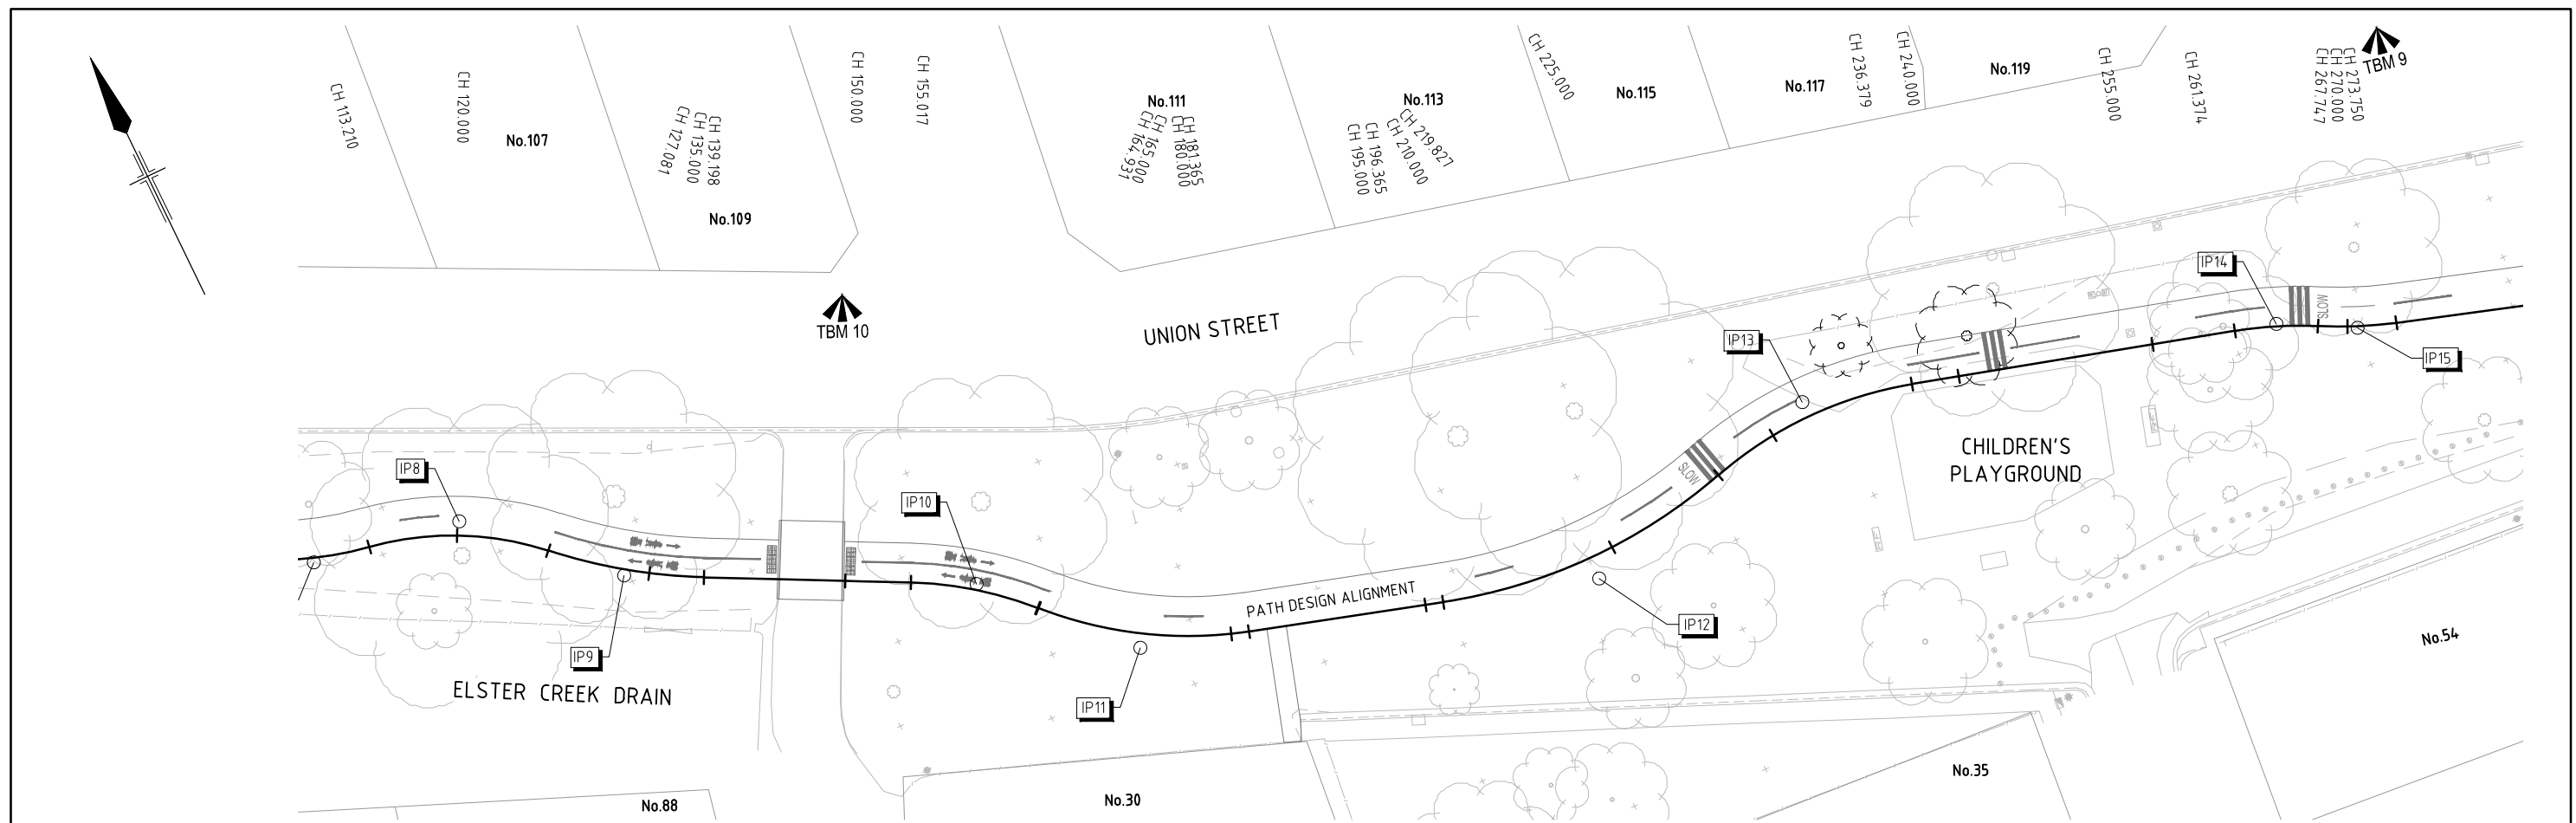 CH 113.210
CH 120.000
No.107
CH 127.081
CH 135.000
CH 139.198
No.109
CH 150.000
CH 155.017
No.111
CH 164.931
CH 165.000
CH 180.000
CH 181.365
No.113
CH 195.000
CH 196.365
CH 210.000
CH 219.827
CH 225.000
No.115
No.117
CH 236.379
CH 240.000
No.119
CH 255.000
CH 261.374
CH 267.747
CH 270.000
CH 273.750
TBM 9
TBM 10
UNION STREET
IP8
IP9
IP10
IP11
IP12
IP13
IP14
IP15
SLOW
SLOW
PATH DESIGN ALIGNMENT
CHILDREN'S
PLAYGROUND
ELSTER CREEK DRAIN
No.88
No.30
No.35
No.54